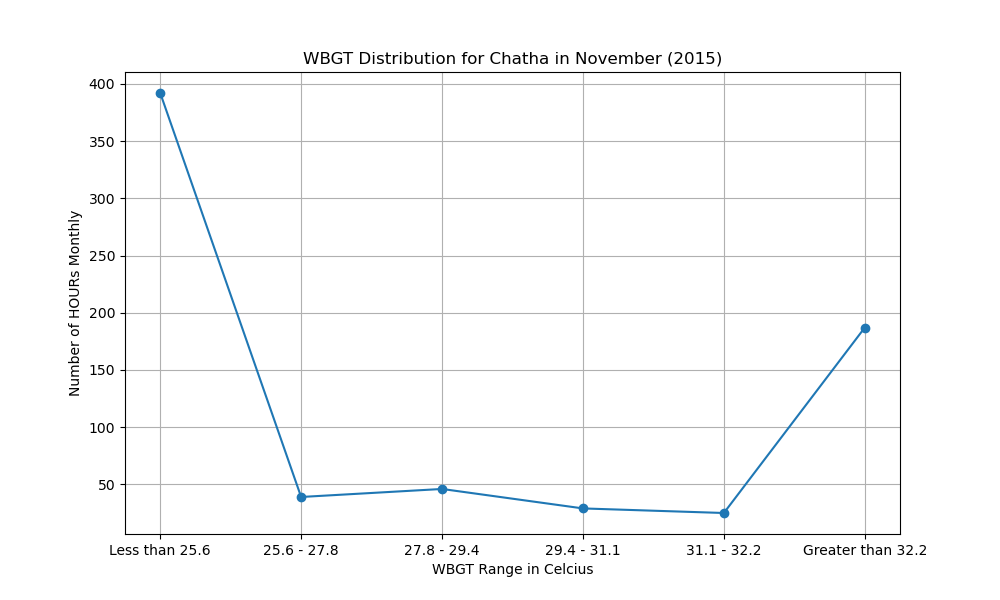 WBGT Distribution for Chatha in November (2015)
400
350
300
250
200
150
100
50
Number of HOURs Monthly
Less than 25.6
25.6 - 27.8
27.8 - 29.4
29.4 - 31.1
31.1 - 32.2
Greater than 32.2
WBGT Range in Celcius